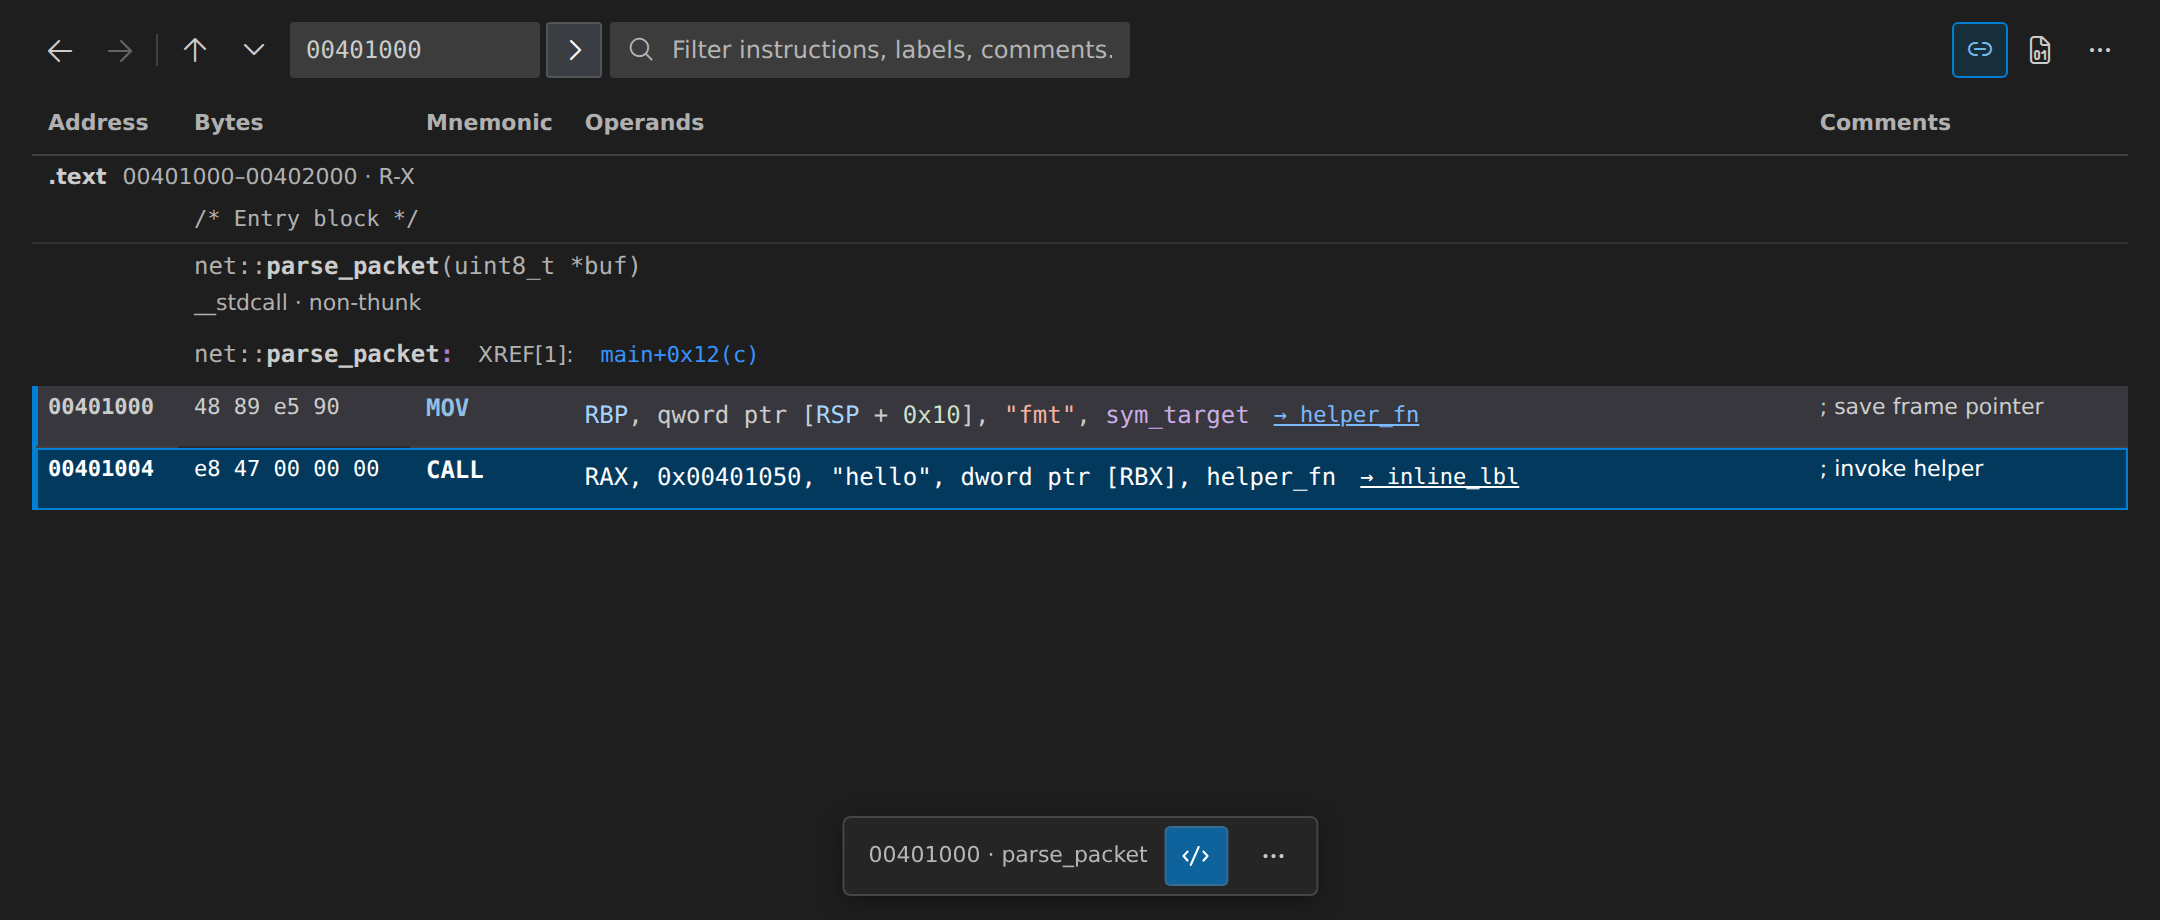 00401000
Filter instructions, labels, comments.
Address Bytes Mnemonic Operands Comments
.text 00401000–00402000 · R-X
/* Entry block */
net::parse_packet(uint8_t *buf)
__stdcall · non-thunk
net::parse_packet: XREF[1]: main+0x12(c)
00401000 48 89 e5 90 MOV RBP, qword ptr [RSP + 0x10], "fmt", sym_target → helper_fn ; save frame pointer
00401004 e8 47 00 00 00 CALL RAX, 0x00401050, "hello", dword ptr [RBX], helper_fn → inline_lbl ; invoke helper
00401000 · parse_packet